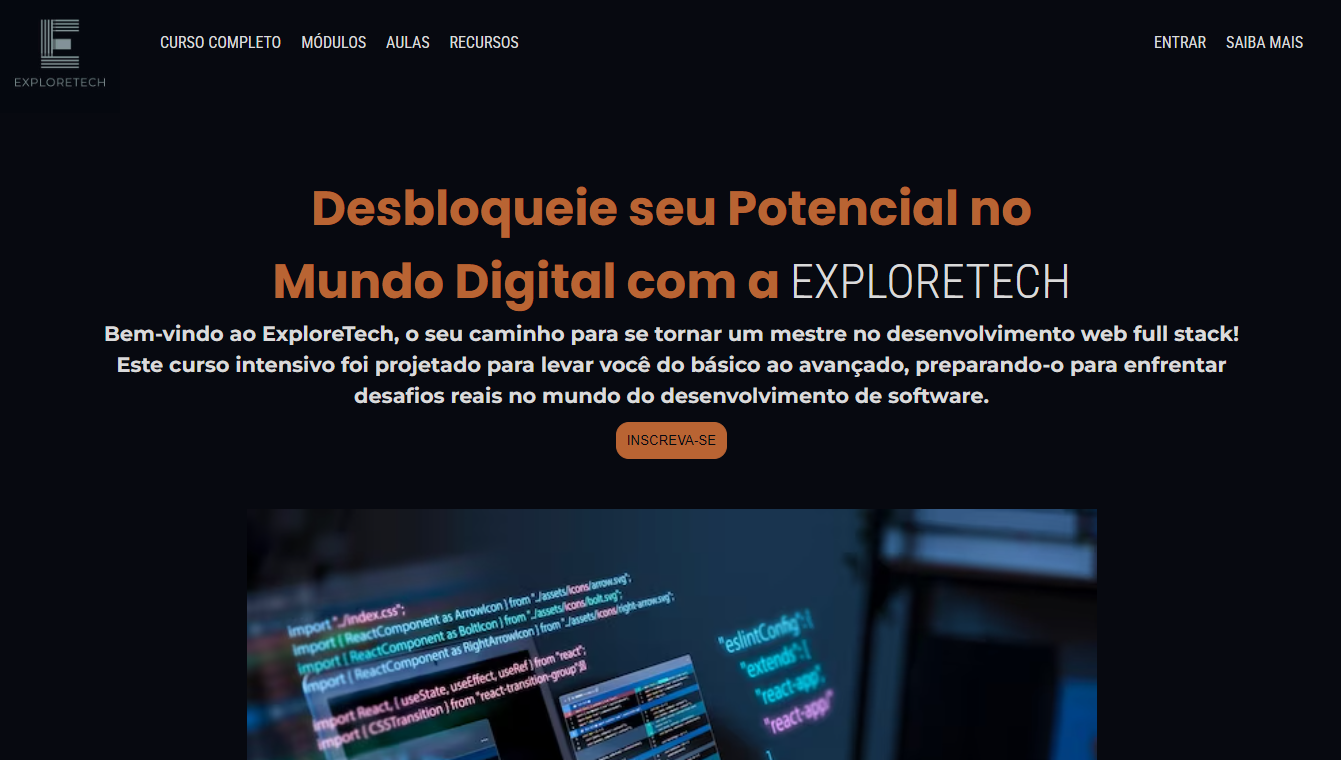 EXPLORETECH
CURSO COMPLETO MÓDULOS AULAS RECURSOS
ENTRAR SAIBA MAIS
Desbloqueie seu Potencial no
Mundo Digital com a EXPLORETECH
Bem-vindo ao ExploreTech, o seu caminho para se tornar um mestre no desenvolvimento web full stack!
Este curso intensivo foi projetado para levar você do básico ao avançado, preparando-o para enfrentar
desafios reais no mundo do desenvolvimento de software.
INSCREVA-SE
import "../index.css";
import { ReactComponent as ArrowIcon } from "../assets/icons/arrow.svg";
import { ReactComponent as BoltIcon } from "../assets/icons/bolt.svg";
import { ReactComponent as RightArrowIcon } from "../assets/icons/right-arrow.svg";
import React, { useState, useEffect, useRef } from "react";
import { CSSTransition } from "react-transition-group";
"eslintConfig": {
"extends": [
"react-app",
"react-app/
]